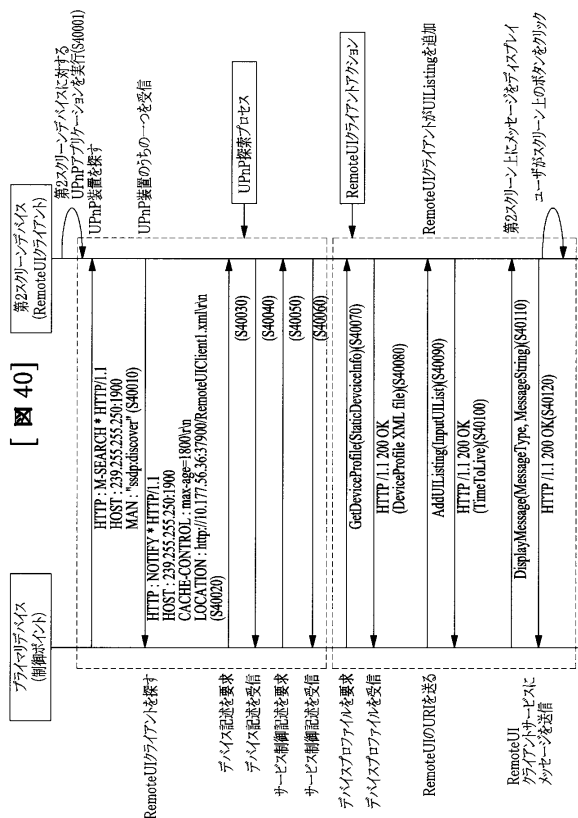 [図 40]
プライマリデバイス
(制御ポイント)
第2スクリーンデバイス
(RemoteUIクライアント)
第2スクリーンデバイスに対する
UPnPアプリケーションを実行(S40001)
UPnP装置を探す
HTTP : M-SEARCH * HTTP/1.1
HOST : 239.255.255.250:1900
MAN : "ssdp:discover" (S40010)
RemoteUIクライアントを探す
HTTP : NOTIFY * HTTP/1.1
HOST : 239.255.255.250:1900
CACHE-CONTROL : max-age=1800\r\n
LOCATION : http://10.177.56.36:37900/RemoteUIClient1.xml\r\n
(S40020)
UPnP装置のうちの一つを受信
UPnP探索プロセス
デバイス記述を要求
(S40030)
デバイス記述を受信
(S40040)
サービス制御記述を要求
(S40050)
サービス制御記述を受信
(S40060)
RemoteUIクライアントアクション
デバイスプロファイルを要求
GetDeviceProfile(StaticDeviceInfo)(S40070)
デバイスプロファイルを受信
HTTP /1.1 200 OK
(DeviceProfile XML file)(S40080)
RemoteUIのURIを送る
AddUIListing(InputUIList)(S40090)
RemoteUIクライアントがUIListingを追加
HTTP /1.1 200 OK
(TimeToLive)(S40100)
RemoteUI
クライアントサービスに
メッセージを送信
DisplayMessage(MessageType, MessageString)(S40110)
第2スクリーン上にメッセージをディスプレイ
HTTP /1.1 200 OK(S40120)
ユーザがスクリーン上のボタンをクリック